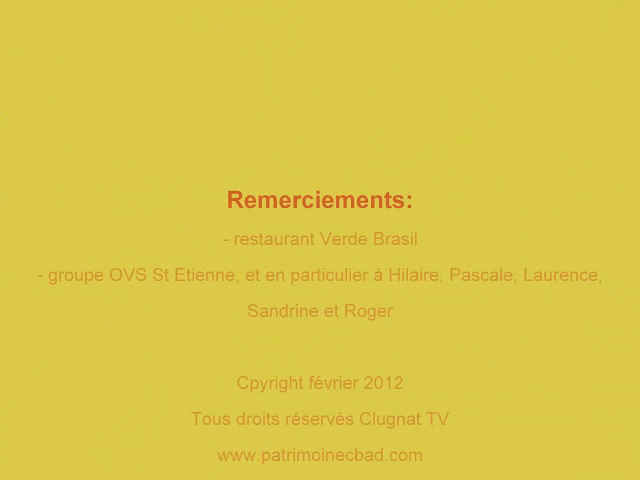 Remerciements:
- restaurant Verde Brasil
- groupe OVS St Etienne, et en particulier à Hilaire, Pascale, Laurence,
Sandrine et Roger
Cpyright février 2012
Tous droits réservés Clugnat TV
www.patrimoinecbad.com